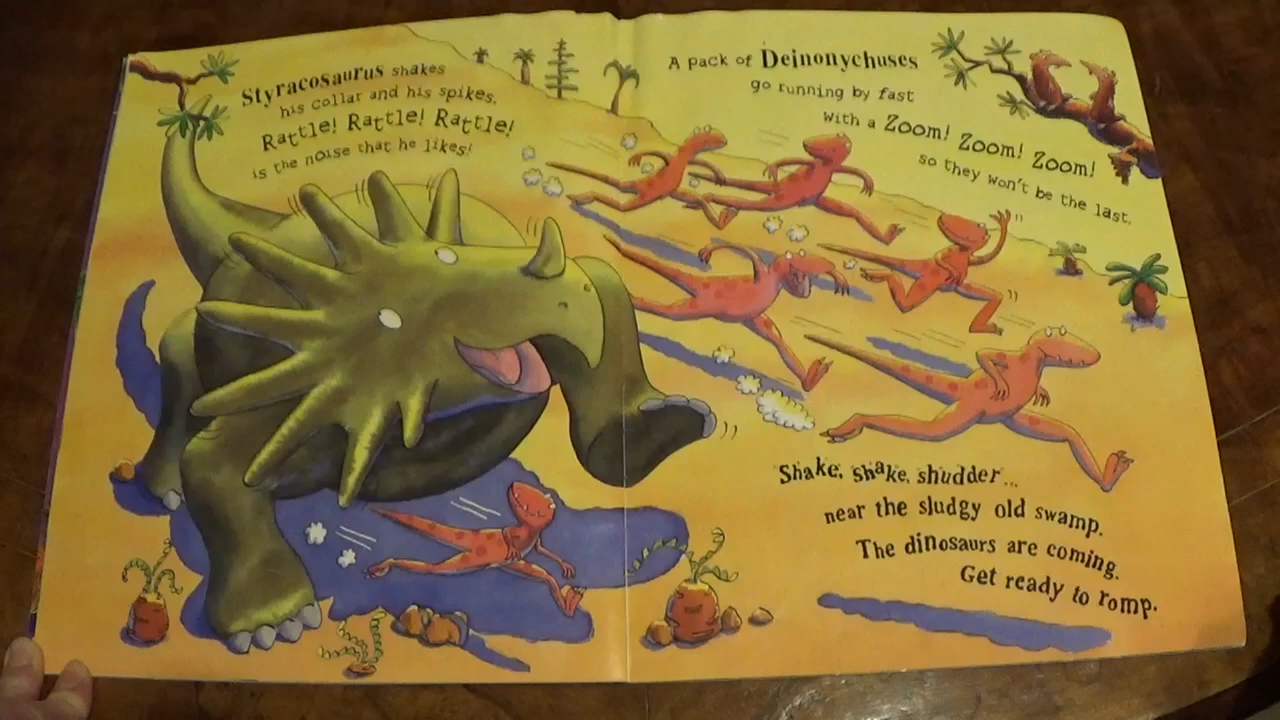 Styracosaurus shakes
his collar and his spikes.
Rattle! Rattle! Rattle!
is the noise that he likes!
A pack of Deinonychuses
go running by fast
with a Zoom! Zoom! Zoom!
so they won't be the last.
Shake, shake, shudder...
near the sludgy old swamp.
The dinosaurs are coming.
Get ready to romp.